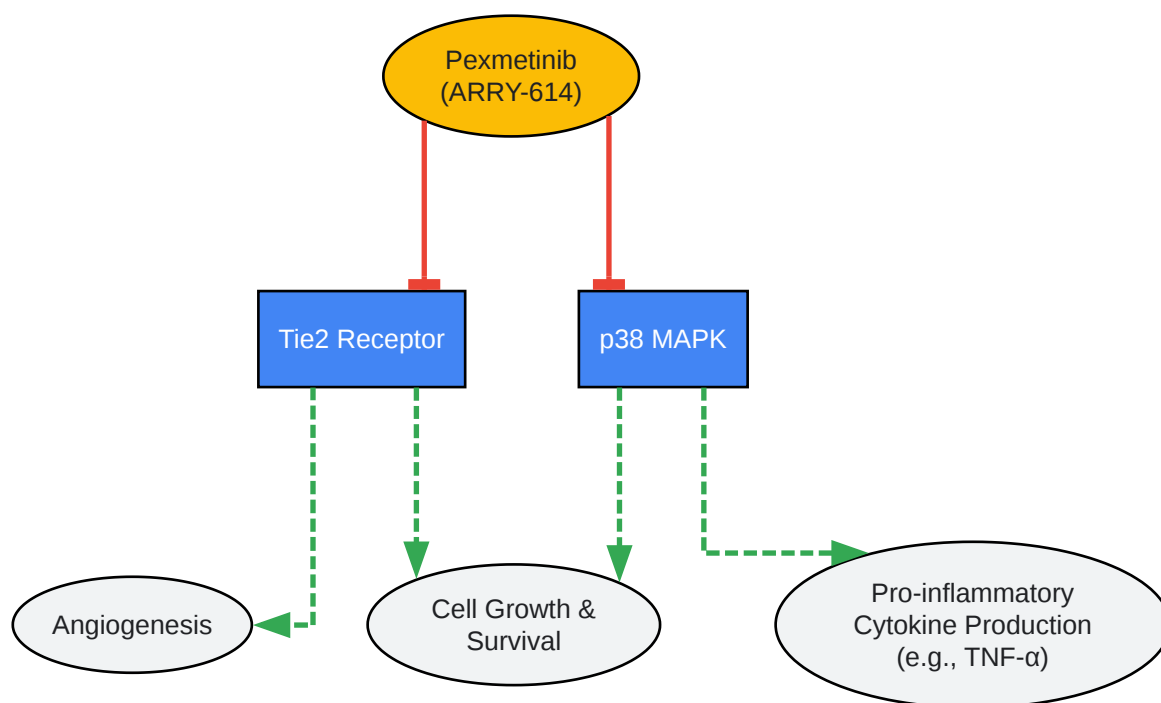 Pexmetinib
(ARRY-614)
Tie2 Receptor
p38 MAPK
Angiogenesis
Cell Growth &
Survival
Pro-inflammatory
Cytokine Production
(e.g., TNF-α)